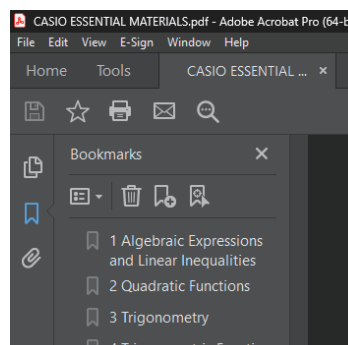 CASIO ESSENTIAL MATERIALS.pdf - Adobe Acrobat Pro (64-b
File Edit View E-Sign Window Help
Home Tools CASIO ESSENTIAL ... ×
Bookmarks ×
1 Algebraic Expressions
and Linear Inequalities
2 Quadratic Functions
3 Trigonometry